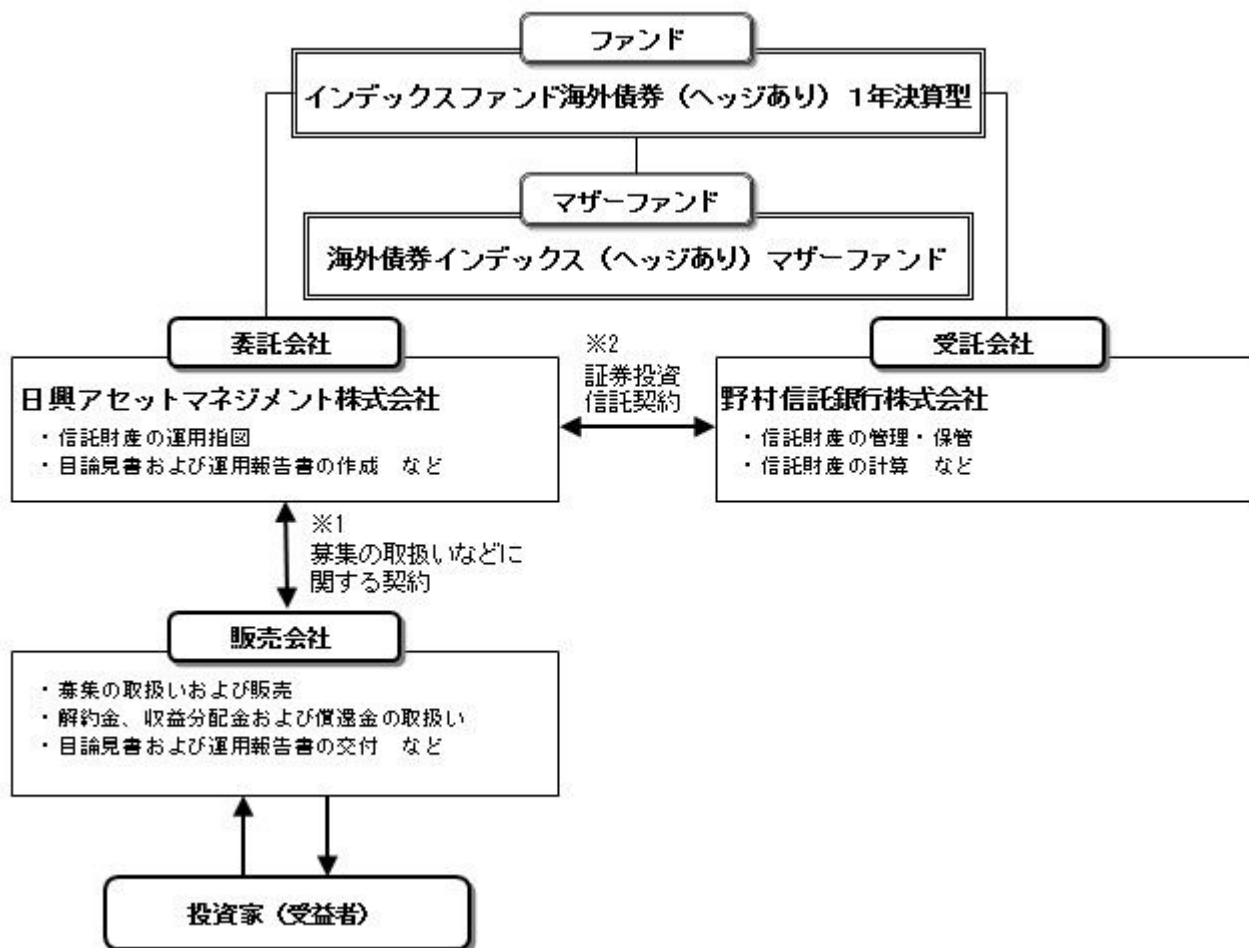 ファンド
インデックスファンド海外債券（ヘッジあり）１年決算型
マザーファンド
海外債券インデックス（ヘッジあり）マザーファンド
委託会社
日興アセットマネジメント株式会社
・信託財産の運用指図
・目論見書および運用報告書の作成　など
※2
証券投資
信託契約
受託会社
野村信託銀行株式会社
・信託財産の管理・保管
・信託財産の計算　など
※1
募集の取扱いなどに
関する契約
販売会社
・募集の取扱いおよび販売
・解約金、収益分配金および償還金の取扱い
・目論見書および運用報告書の交付　など
投資家（受益者）